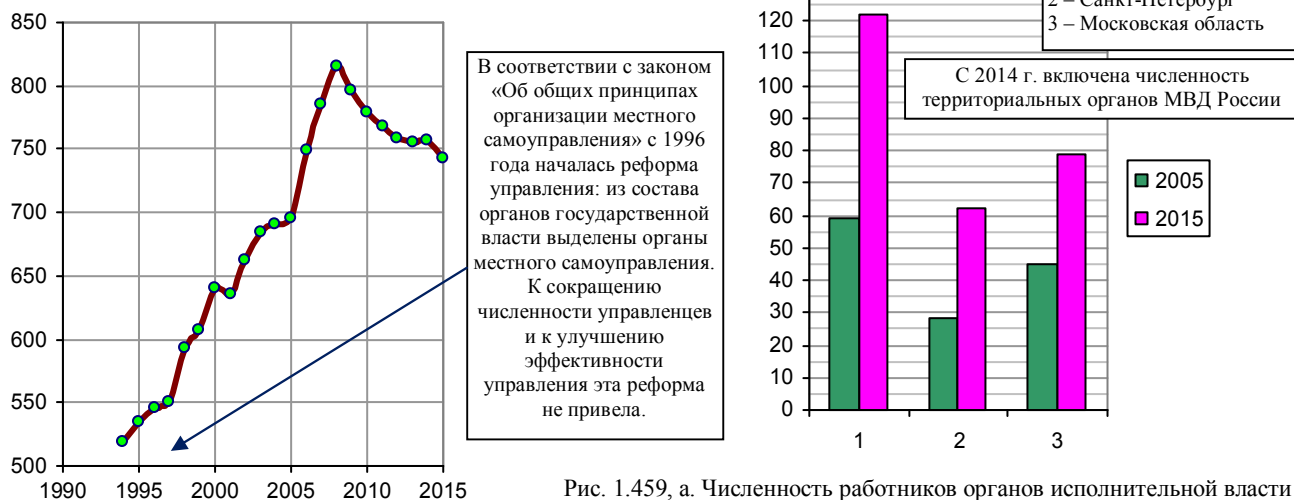 850
800
750
700
650
600
550
500
1990 1995 2000 2005 2010 2015
В соответствии с законом
«Об общих принципах
организации местного
самоуправления» с 1996
года началась реформа
управления: из состава
органов государственной
власти выделены органы
местного самоуправления.
К сокращению
численности управленцев
и к улучшению
эффективности
управления эта реформа
не привела.
2 – Санкт-Петербург
3 – Московская область
С 2014 г. включена численность
территориальных органов МВД России
120
110
100
90
80
70
60
50
40
30
20
10
0
1 2 3
2005
2015
Рис. 1.459, а. Численность работников органов исполнительной власти